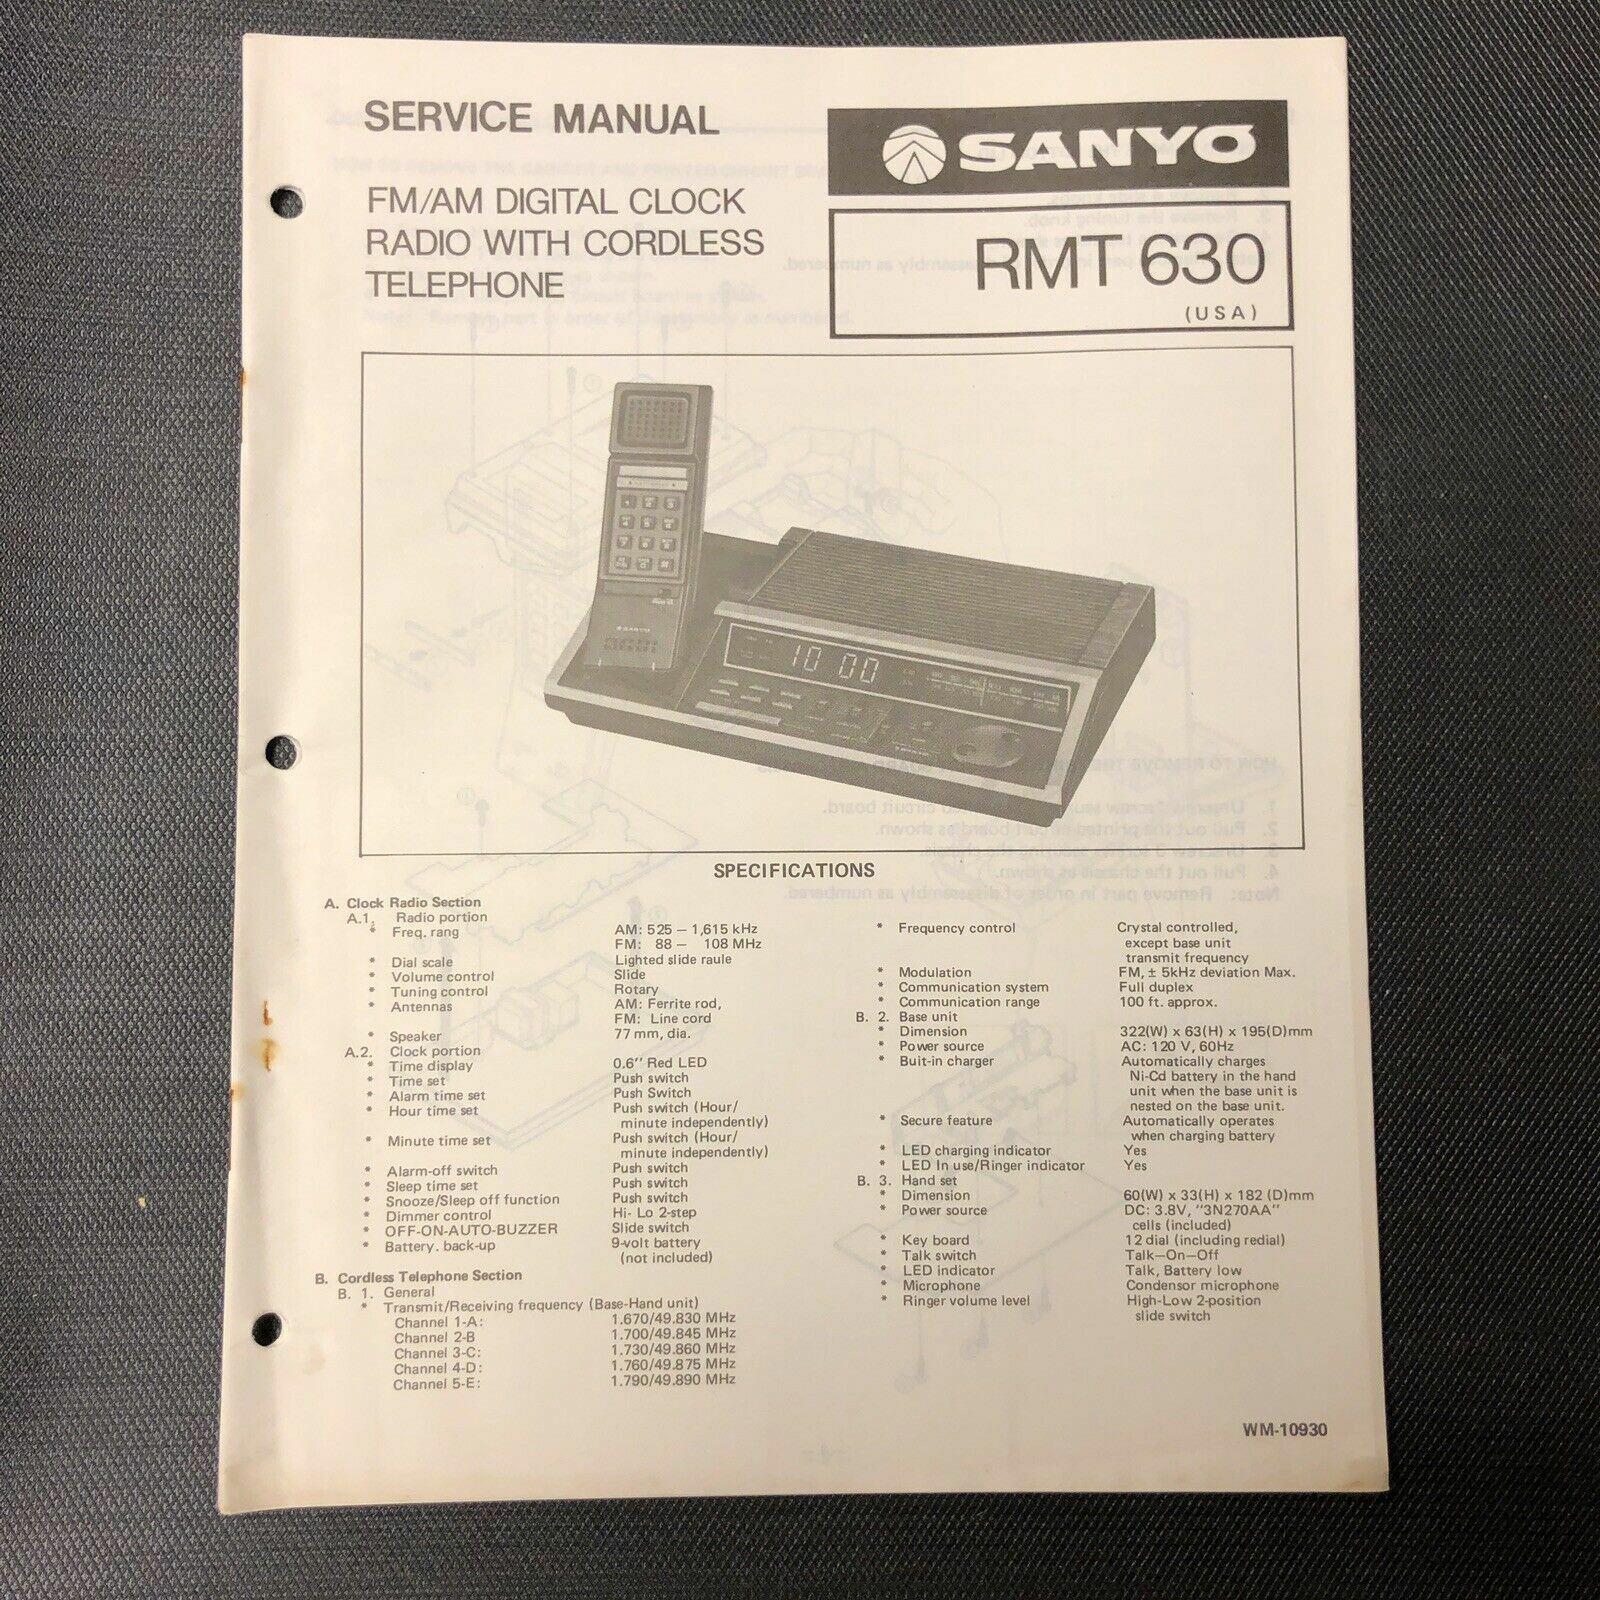 SERVICE MANUAL
SANYO
FM/AM DIGITAL CLOCK
RADIO WITH CORDLESS
TELEPHONE
RMT 630
(USA)
SANYO
10 00
SPECIFICATIONS
A. Clock Radio Section
A.1. Radio portion
* Freq. rang AM: 525 – 1,615 kHz
FM: 88 – 108 MHz
* Dial scale Lighted slide raule
* Volume control Slide
* Tuning control Rotary
* Antennas AM: Ferrite rod,
FM: Line cord
* Speaker 77 mm, dia.
A.2. Clock portion
* Time display 0.6" Red LED
* Time set Push switch
* Alarm time set Push Switch
* Hour time set Push switch (Hour/
minute independently)
* Minute time set Push switch (Hour/
minute independently)
* Alarm-off switch Push switch
* Sleep time set Push switch
* Snooze/Sleep off function Push switch
* Dimmer control Hi- Lo 2-step
* OFF-ON-AUTO-BUZZER Slide switch
* Battery. back-up 9-volt battery
(not included)
B. Cordless Telephone Section
B. 1. General
* Transmit/Receiving frequency (Base-Hand unit)
Channel 1-A: 1.670/49.830 MHz
Channel 2-B 1.700/49.845 MHz
Channel 3-C: 1.730/49.860 MHz
Channel 4-D: 1.760/49.875 MHz
Channel 5-E: 1.790/49.890 MHz
* Frequency control Crystal controlled,
except base unit
transmit frequency
* Modulation FM, ± 5kHz deviation Max.
* Communication system Full duplex
* Communication range 100 ft. approx.
B. 2. Base unit
* Dimension 322(W) x 63(H) x 195(D)mm
* Power source AC: 120 V, 60Hz
* Buit-in charger Automatically charges
Ni-Cd battery in the hand
unit when the base unit is
nested on the base unit.
* Secure feature Automatically operates
when charging battery
* LED charging indicator Yes
* LED In use/Ringer indicator Yes
B. 3. Hand set
* Dimension 60(W) x 33(H) x 182 (D)mm
* Power source DC: 3.8V, "3N270AA"
cells (included)
* Key board 12 dial (including redial)
* Talk switch Talk—On—Off
* LED indicator Talk, Battery low
* Microphone Condensor microphone
* Ringer volume level High-Low 2-position
slide switch
WM-10930